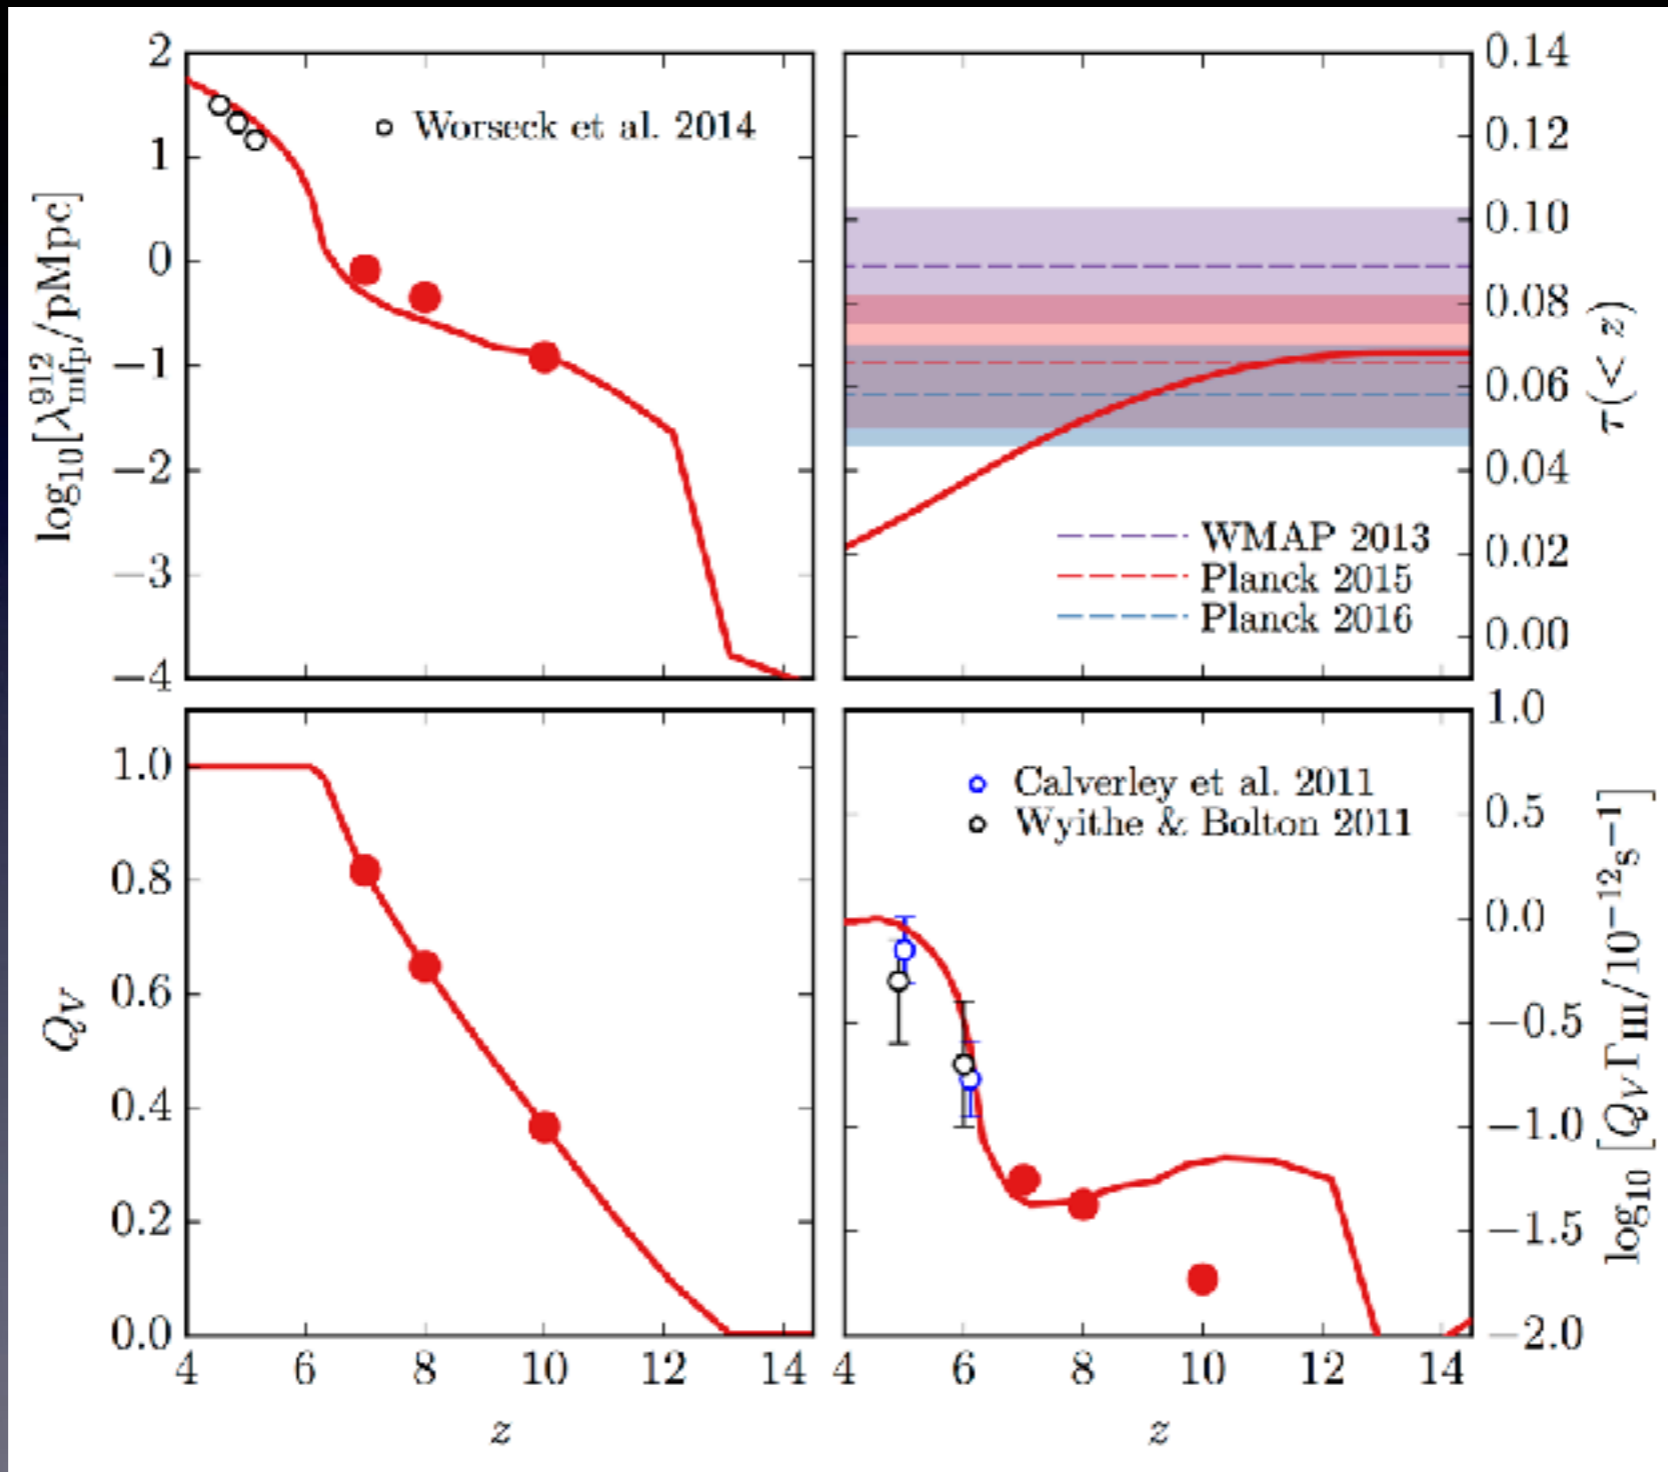 2
1
0
−1
−2
−3
−4
log₁₀[λ⁹¹²mfp/pMpc]
Worseck et al. 2014
0.14
0.12
0.10
0.08
0.06
0.04
0.02
0.00
τ(< z)
WMAP 2013
Planck 2015
Planck 2016
1.0
0.8
0.6
0.4
0.2
0.0
Q_V
4 6 8 10 12 14
z
1.0
0.5
0.0
−0.5
−1.0
−1.5
−2.0
log₁₀ [Q_VΓHI/10⁻¹²s⁻¹]
Calverley et al. 2011
Wyithe & Bolton 2011
4 6 8 10 12 14
z